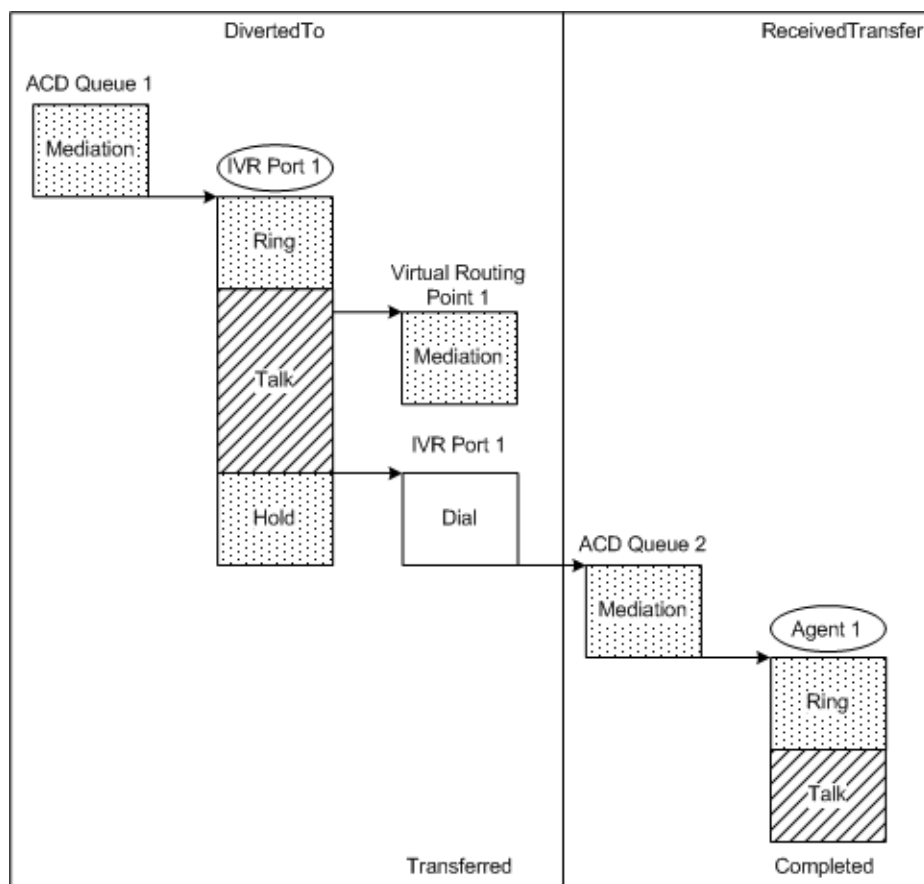 DivertedTo
ReceivedTransfer
ACD Queue 1
Mediation
IVR Port 1
Ring
Virtual Routing
Point 1
Mediation
Talk
IVR Port 1
Hold
Dial
ACD Queue 2
Mediation
Agent 1
Ring
Talk
Transferred
Completed